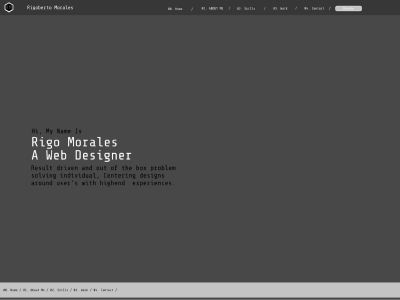 Rigoberto Morales
00. Home / 01. ABOUT ME / 02. Skills / 03. Work / 04. Contact /
Hi, My Name Is
Rigo Morales
A Web Designer
Result driven and out of the box problem
solving individual, Centering designs
around user's with highend experiences.
00. Home / 01. About Me / 02. Skills / 03. Work / 04. Contact /